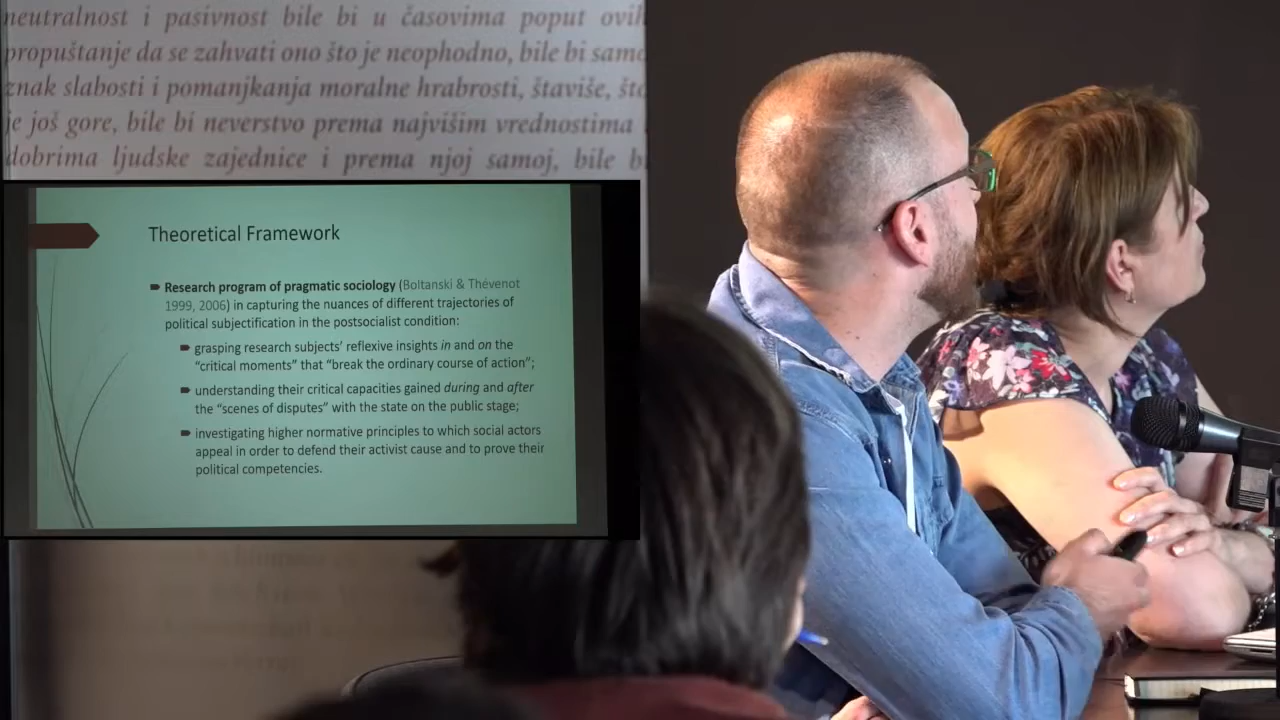 neutralnost i pasivnost bile bi u časovima poput ovih
propuštanje da se zahvati ono što je neophodno, bile bi samo
znak slabosti i pomanjkanja moralne hrabrosti, štaviše, što
je još gore, bile bi neverstvo prema najvišim vrednostima
dobrima ljudske zajednice i prema njoj samoj, bile
Theoretical Framework
Research program of pragmatic sociology (Boltanski & Thévenot
1999, 2006) in capturing the nuances of different trajectories of
political subjectification in the postsocialist condition:
grasping research subjects' reflexive insights in and on the
"critical moments" that "break the ordinary course of action";
understanding their critical capacities gained during and after
the "scenes of disputes" with the state on the public stage;
investigating higher normative principles to which social actors
appeal in order to defend their activist cause and to prove their
political competencies.